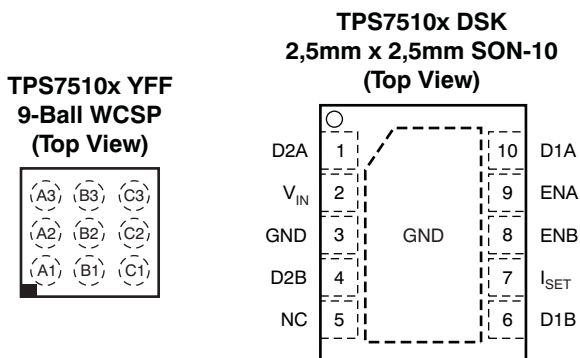 TPS7510x YFF
9-Ball WCSP
(Top View)
A3 B3 C3
A2 B2 C2
A1 B1 C1
TPS7510x DSK
2,5mm x 2,5mm SON-10
(Top View)
D2A 1 10 D1A
VIN 2 9 ENA
GND 3 GND 8 ENB
D2B 4 7 ISET
NC 5 6 D1B